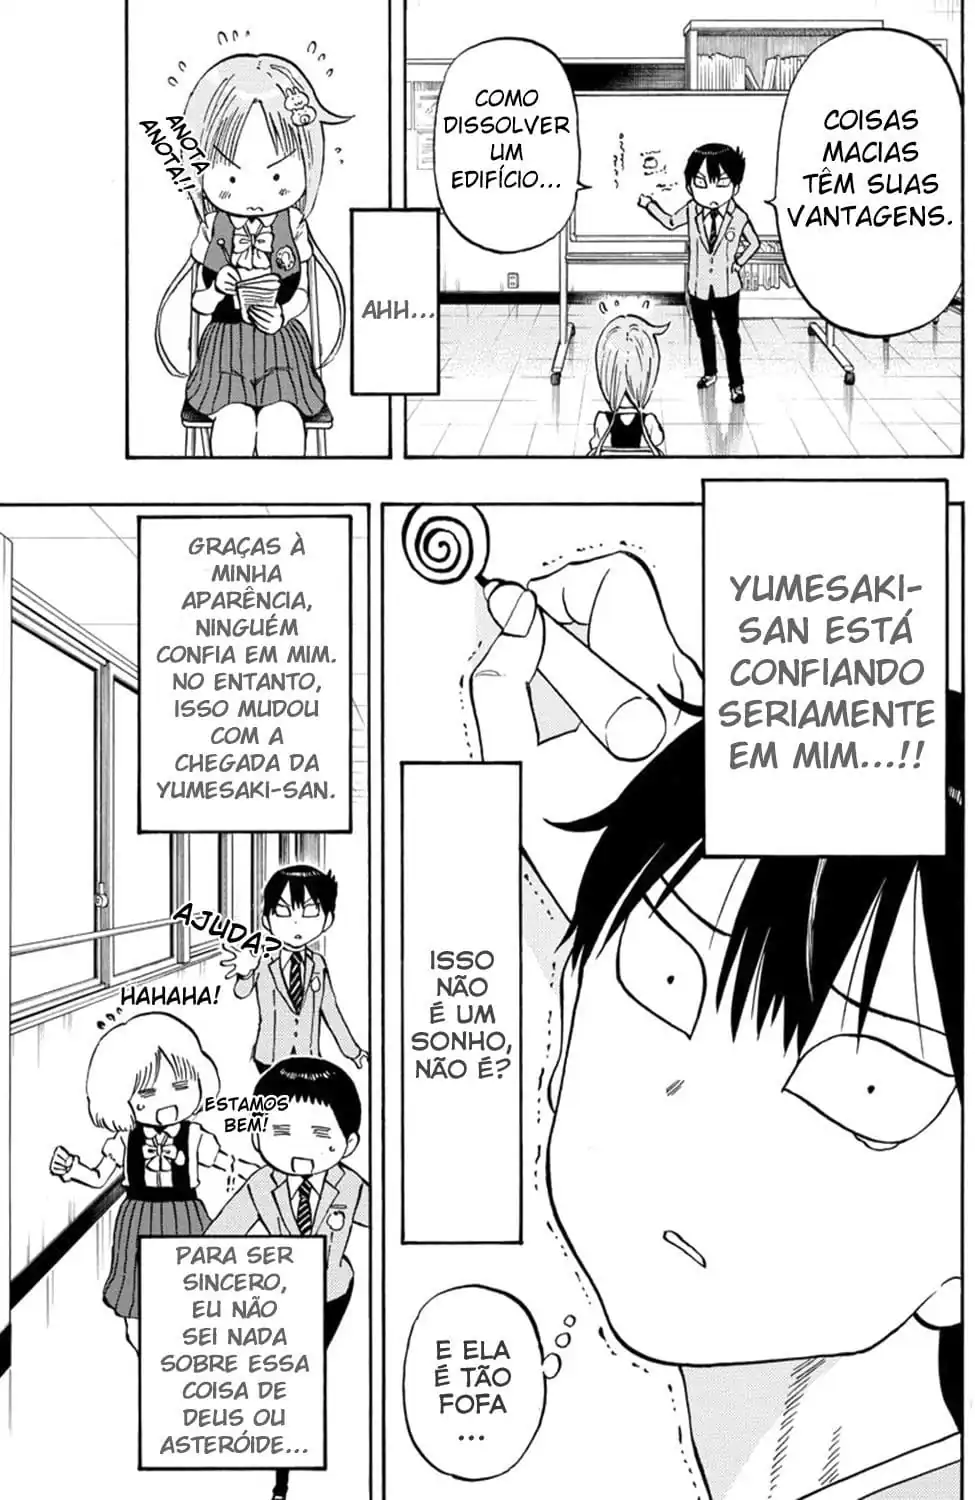 COISAS
MACIAS
TÊM SUAS
VANTAGENS.
COMO
DISSOLVER
UM
EDIFÍCIO...
AHH...
ANOTA
ANOTA!!
YUMESAKI-
SAN ESTÁ
CONFIANDO
SERIAMENTE
EM MIM...!!
ISSO
NÃO
É UM
SONHO,
NÃO É?
E ELA
É TÃO
FOFA
...
GRAÇAS À
MINHA
APARÊNCIA,
NINGUÉM
CONFIA EM MIM.
NO ENTANTO,
ISSO MUDOU
COM A
CHEGADA DA
YUMESAKI-SAN.
AJUDA?
HAHAHA!
ESTAMOS
BEM!
PARA SER
SINCERO,
EU NÃO
SEI NADA
SOBRE ESSA
COISA DE
DEUS OU
ASTERÓIDE...